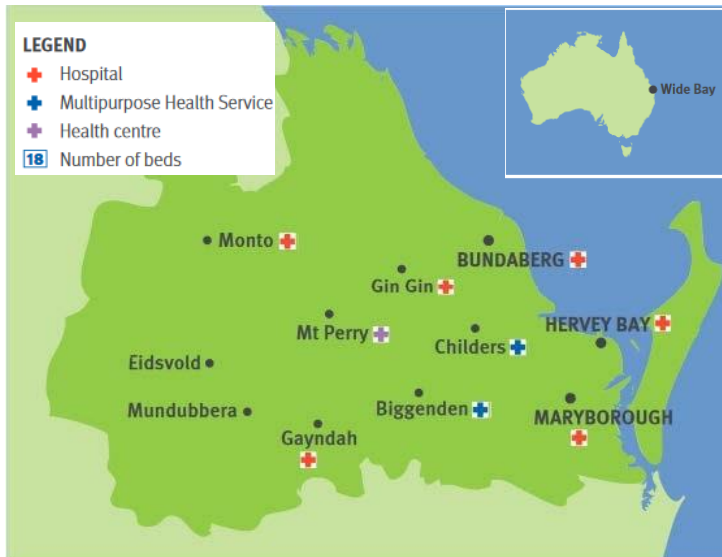 LEGEND
Hospital
Multipurpose Health Service
Health centre
18 Number of beds
Wide Bay
Monto
BUNDABERG
Gin Gin
HERVEY BAY
Mt Perry
Childers
Eidsvold
Mundubbera
Biggenden
MARYBOROUGH
Gayndah